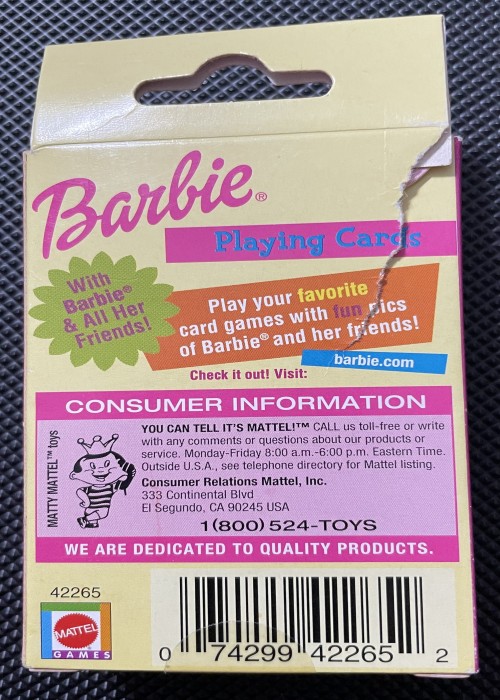 Barbie®
Playing Cards
With
Barbie®
& All Her
Friends!
Play your favorite
card games with fun pics
of Barbie® and her friends!
barbie.com
Check it out! Visit:
CONSUMER INFORMATION
MATTY MATTEL™ toys
YOU CAN TELL IT'S MATTEL!™ CALL us toll-free or write
with any comments or questions about our products or
service. Monday-Friday 8:00 a.m.-6:00 p.m. Eastern Time.
Outside U.S.A., see telephone directory for Mattel listing.
Consumer Relations Mattel, Inc.
333 Continental Blvd
El Segundo, CA 90245 USA
1(800) 524-TOYS
WE ARE DEDICATED TO QUALITY PRODUCTS.
42265
MATTEL
GAMES
0 74299 42265 2